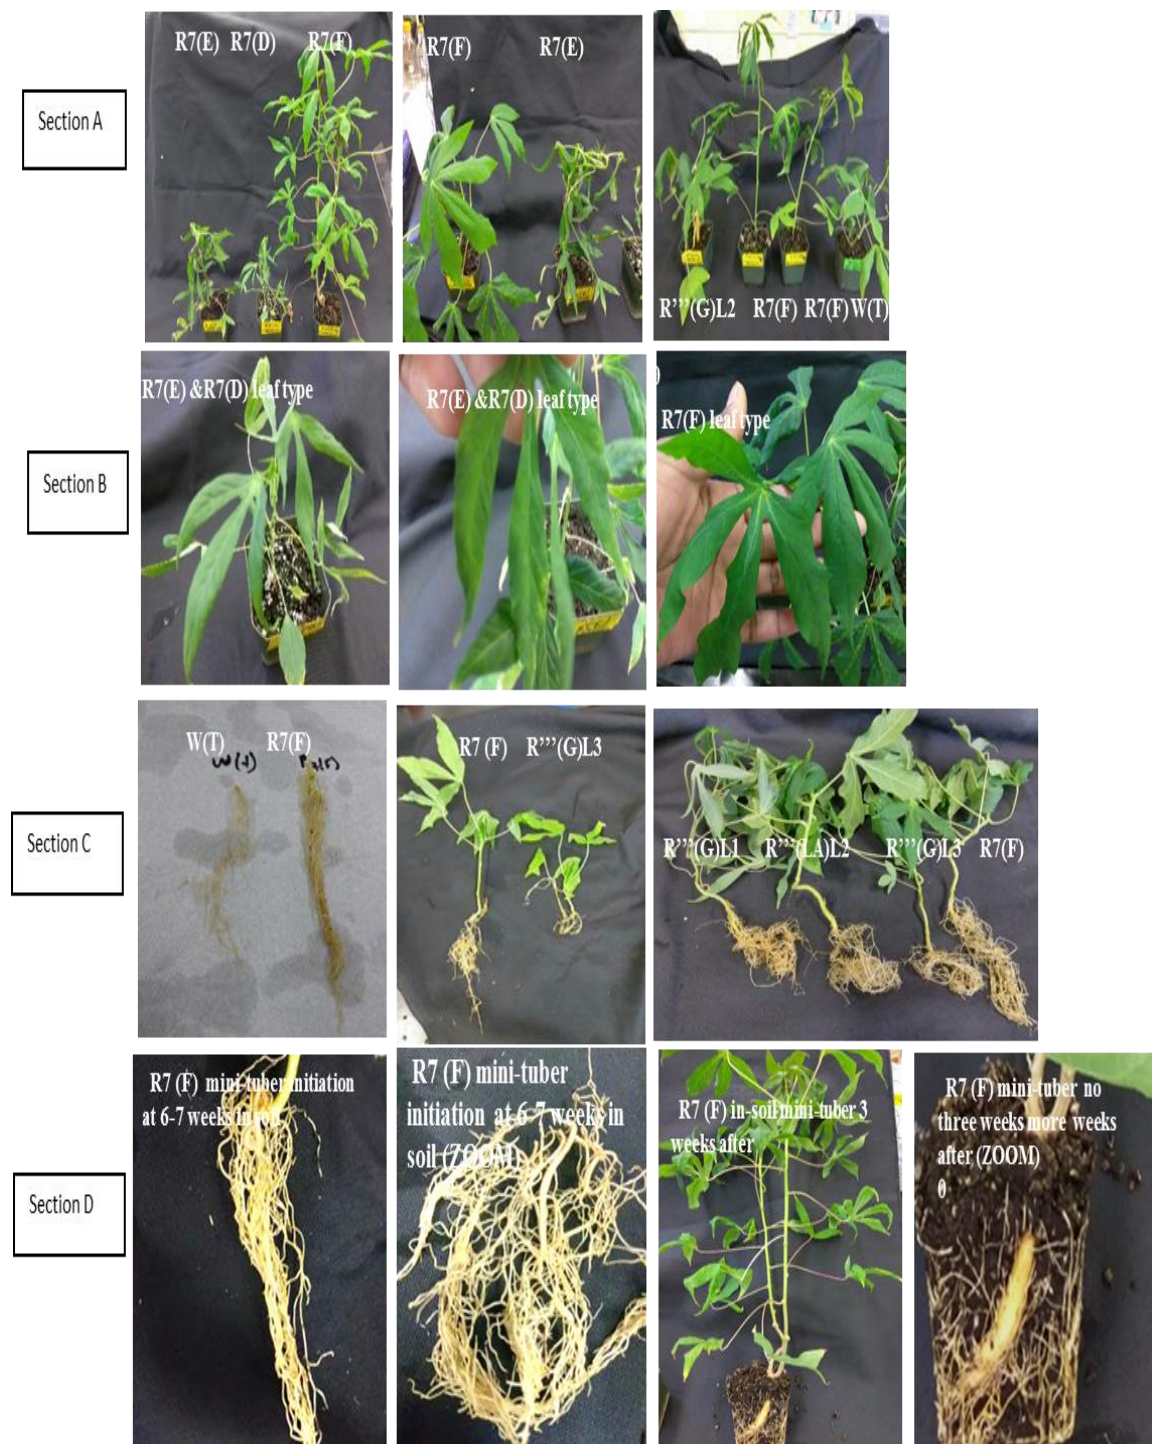 Section A
R7(E) R7(D) R7(F)
R7(F) R7(E)
R'''(G)L2 R7(F) R7(F) W(T)
Section B
R7(E) &R7(D) leaf type
R7(E) &R7(D) leaf type
)
R7(F) leaf type
Section C
W(T) R7(F)
W(t)
R7 (F) R'''(G)L3
R'''(G)L1 R'''(LA)L2 R'''(G)L3 R7(F)
Section D
R7 (F) mini-tuber initiation
at 6-7 weeks in soil
R7 (F) mini-tuber
initiation at 6-7 weeks in
soil (ZOOM)
R7 (F) in-soil mini-tuber 3
weeks after
R7 (F) mini-tuber no
three weeks more weeks
after (ZOOM)
0